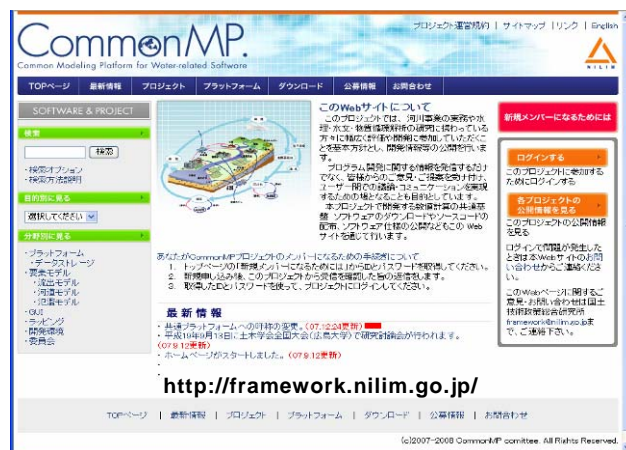 プロジェクト運営規約 | サイトマップ | リンク | English
CommonMP.
Common Modeling Platform for Water-related Software
NILIM
TOPページ 最新情報 プロジェクト プラットフォーム ダウンロード 公募情報 お問合わせ
SOFTWARE & PROJECT
検索
検索
・検索オプション
・検索方法説明
目的別に見る
選択してください
分野別に見る
・プラットフォーム
・データストレージ
・要素モデル
・流出モデル
・河道モデル
・氾濫モデル
・GUI
・ラッピング
・開発環境
・委員会
このWebサイトについて
このプロジェクトでは、河川事業の実務や水
理・水文・物質循環解析の研究に携わっている
方々に幅広く評価や開発に参加していただくこ
とを基本方針とし、開発情報等の公開を行いま
す。
プログラム開発に関する情報を発信するだけ
でなく、皆様からのご意見・ご提案を受け付け、
ユーザー間での議論・コミュニケーションを実現
するための場となることも目的としています。
本プロジェクトで開発する数値計算の共通基
盤 ソフトウェアのダウンロードやソースコードの
配布、ソフトウェア仕様の公開なども この Web
サイトを通じて行います。
あなたがCommonMPプロジェクトのメンバーになるための手続きについて
1. トップページの「新規メンバーになるためには」からIDとパスワードを取得してください。
2. 新規申し込み後、このプロジェクトから受信を確認した旨の返信をします。
3. 取得したIDとパスワードを使って、プロジェクトにログインしてください。
最新情報
・共通プラットフォームへの呼称の変更。(07.12.24更新)
・平成19年9月13日に土木学会全国大会(広島大学)で研究討論会が行われます。
(07.9.12更新)
・ホームページがスタートしました。(07.9.12更新)
http://framework.nilim.go.jp/
新規メンバーになるためには
ログインする
このプロジェクトに参加する
ためにログインする
各プロジェクトの
公開情報を見る
このプロジェクトの公開情報
を見る
ログインで問題が発生した
ときは本Webサイトのお問
い合わせからご連絡くださ
い。
このWebページに関するご
意見・お問い合わせは国土
技術政策総合研究所
framework@nilim.go.jpま
で、ご連絡下さい。
TOPページ | 最新情報 | プロジェクト | プラットフォーム | ダウンロード | 公募情報 | お問合わせ
(c)2007-2008 CommonMP comittee. All Rights Reserved.